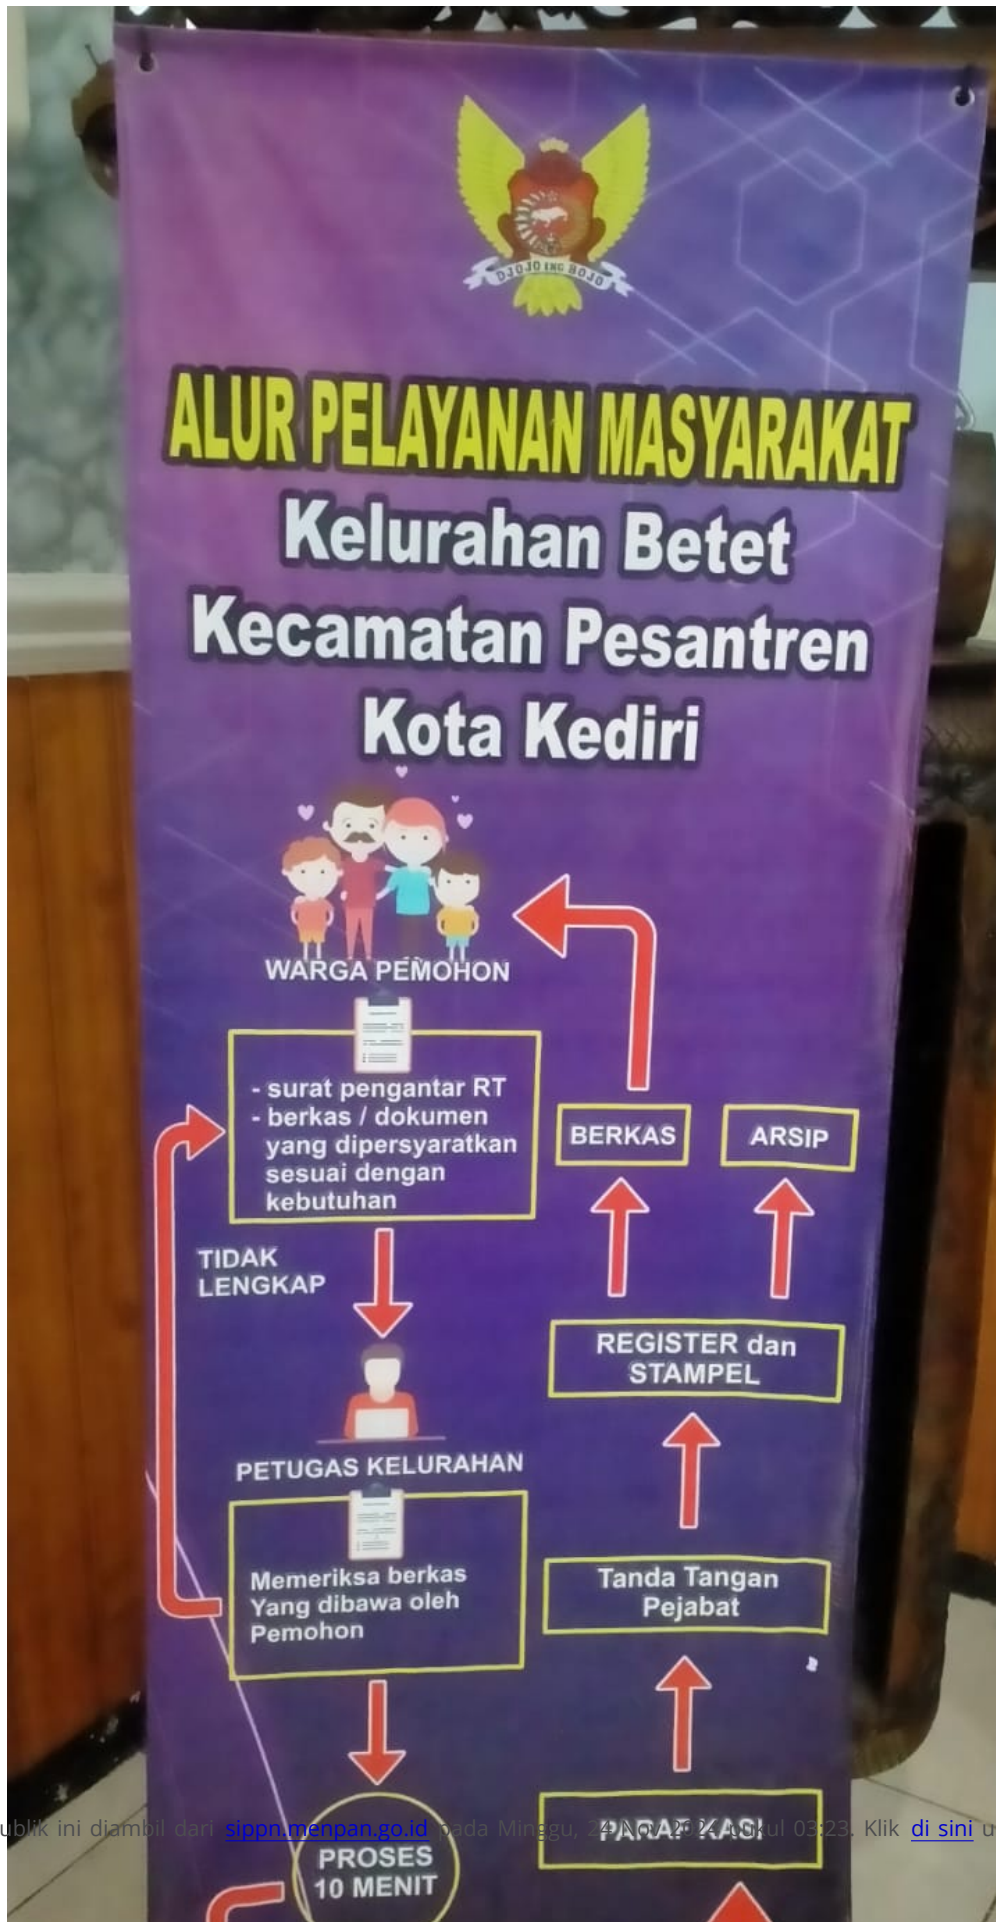 DJOJO ING BOJO
ALUR PELAYANAN MASYARAKAT
Kelurahan Betet
Kecamatan Pesantren
Kota Kediri
WARGA PEMOHON
- surat pengantar RT
- berkas / dokumen
yang dipersyaratkan
sesuai dengan
kebutuhan
TIDAK
LENGKAP
PETUGAS KELURAHAN
Memeriksa berkas
Yang dibawa oleh
Pemohon
PROSES
10 MENIT
BERKAS
ARSIP
REGISTER dan
STAMPEL
Tanda Tangan
Pejabat
PARAF KASI
ini diambil dari sippn.menpan.go.id pada Minggu, 24 Nov 2024 pukul 03:23. Klik di sini